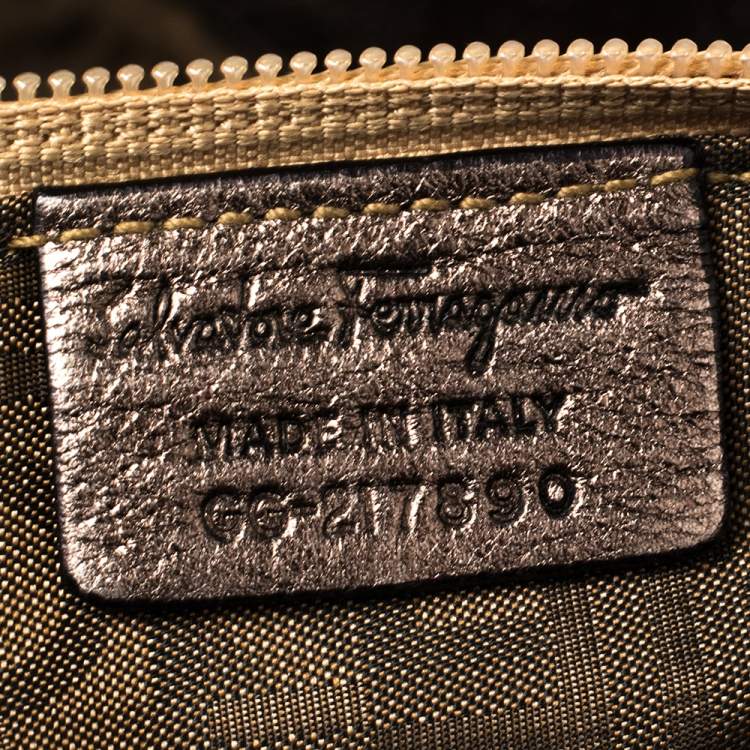 Salvatore Ferragamo
MADE IN ITALY
GG-217890